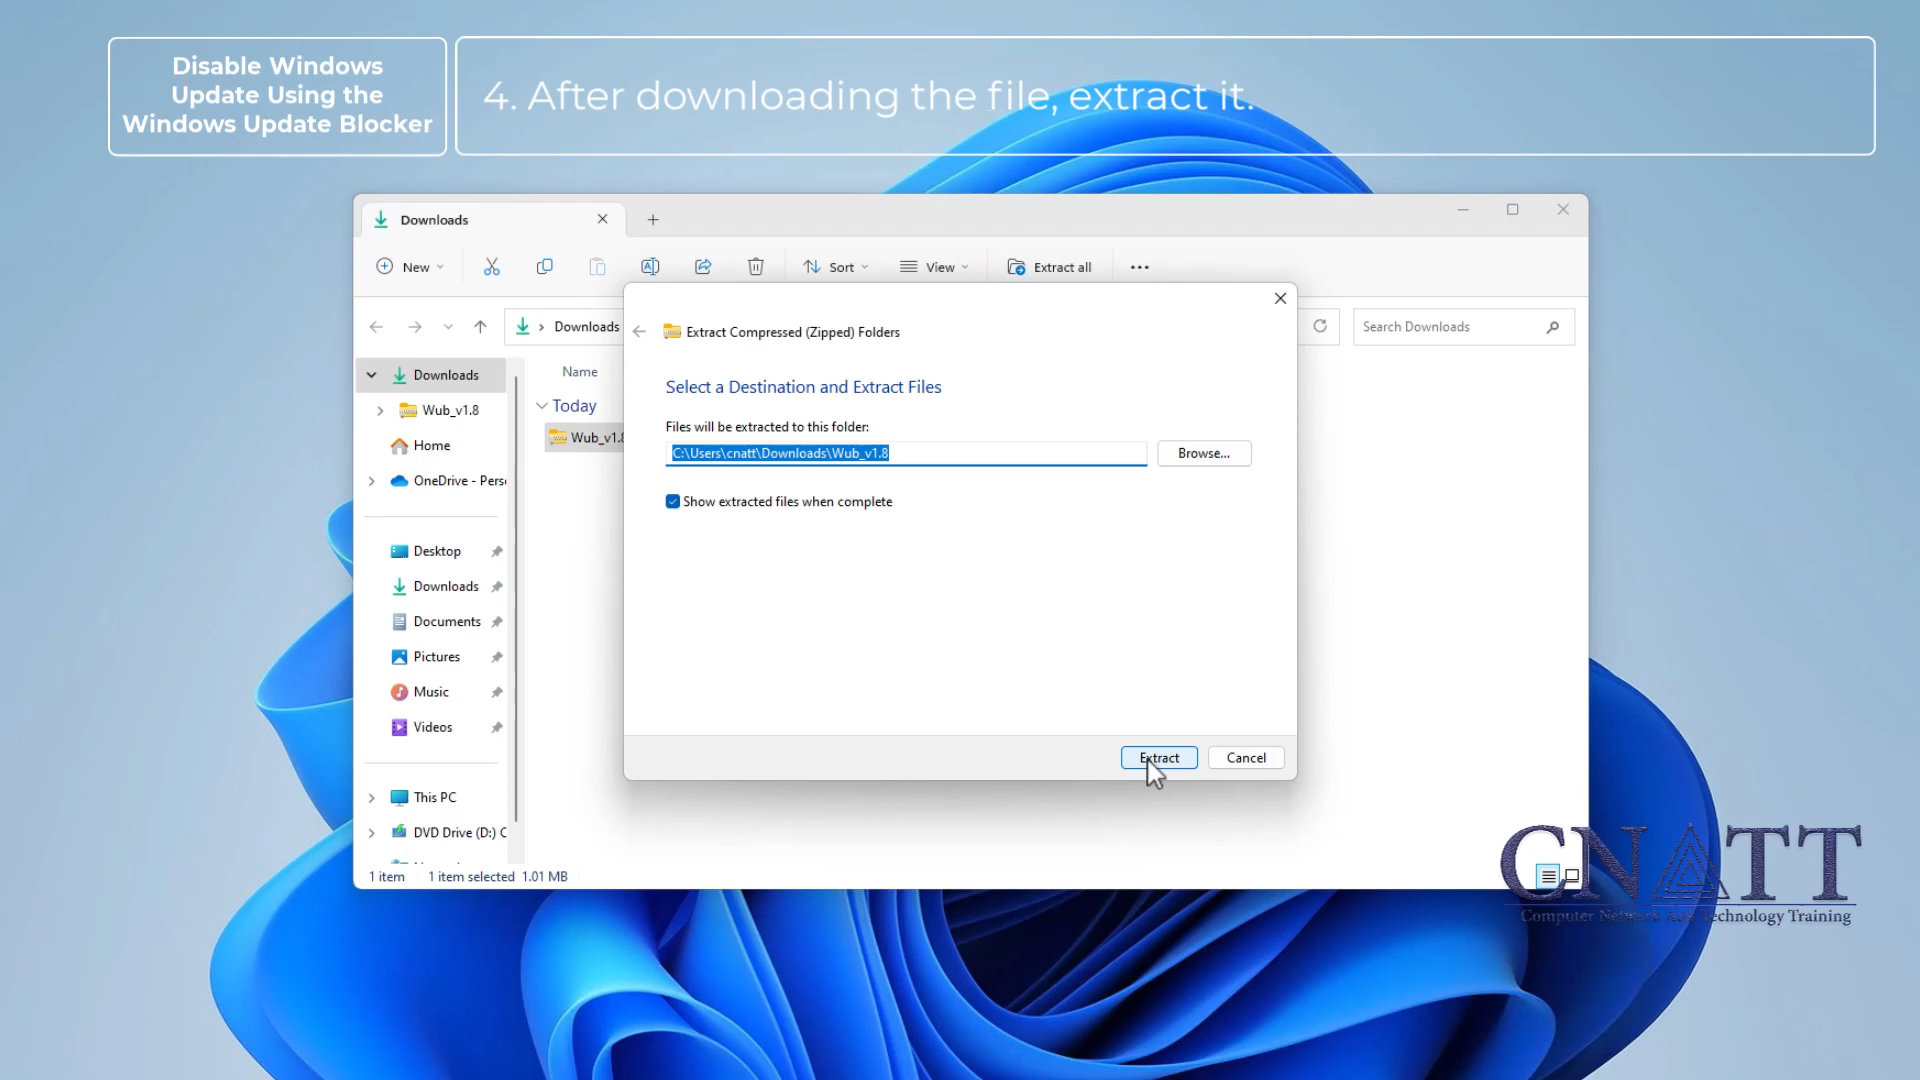 Disable Windows
Update Using the
Windows Update Blocker
4. After downloading the file, extract it.
Downloads
New
Sort
View
Extract all
Downloads
Search Downloads
Extract Compressed (Zipped) Folders
Select a Destination and Extract Files
Files will be extracted to this folder:
C:\Users\cnatt\Downloads\Wub_v1.8
Browse...
Show extracted files when complete
Extract
Cancel
Name
Today
Wub_v1.8
Downloads
Wub_v1.8
Home
OneDrive - Pers
Desktop
Downloads
Documents
Pictures
Music
Videos
This PC
DVD Drive (D:) C
1 item
1 item selected 1.01 MB
CNATT
Computer Network And Technology Training